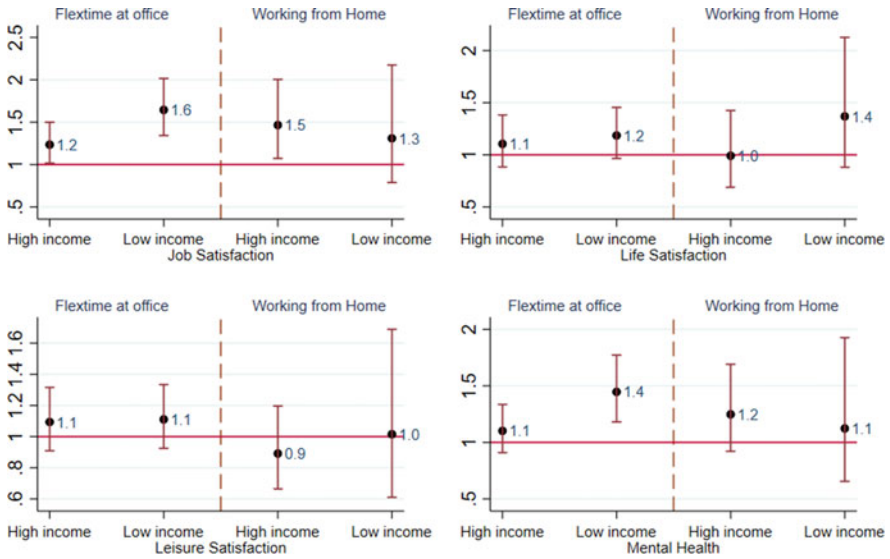 Flextime at office Working from Home
2.5
2
1.5
1
.5
1.2
1.6
1.5
1.3
High income Low income High income Low income
Job Satisfaction
Flextime at office Working from Home
2
1.5
1
.5
1.1
1.2
1.0
1.4
High income Low income High income Low income
Life Satisfaction
Flextime at office Working from Home
1.6
1.4
1.2
1
.8
.6
1.1
1.1
0.9
1.0
High income Low income High income Low income
Leisure Satisfaction
Flextime at office Working from Home
2
1.5
1
.5
1.1
1.4
1.2
1.1
High income Low income High income Low income
Mental Health